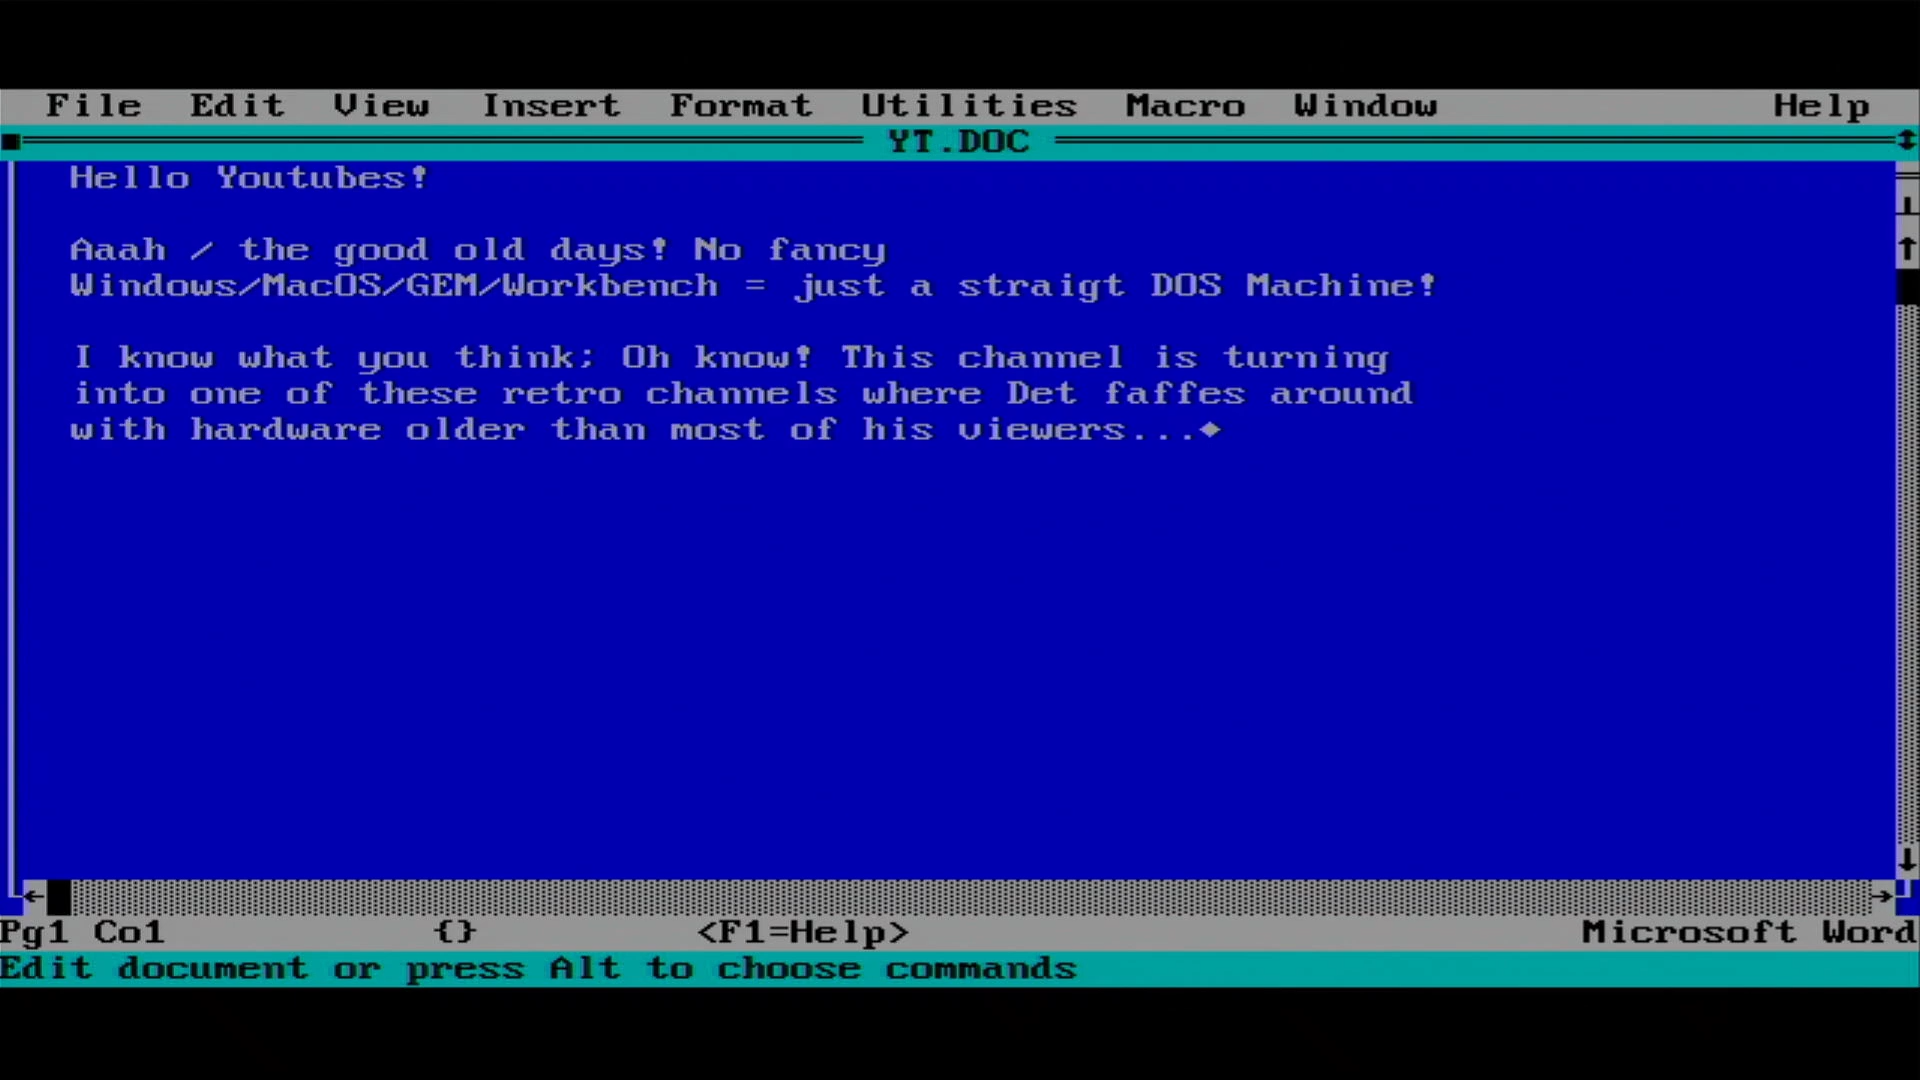 File Edit View Insert Format Utilities Macro Window Help
YT.DOC
Hello Youtubes!
Aaah / the good old days! No fancy
Windows/MacOS/GEM/Workbench = just a straigt DOS Machine!
I know what you think; Oh know! This channel is turning
into one of these retro channels where Det faffes around
with hardware older than most of his viewers...
Pg1 Co1 {} <F1=Help> Microsoft Word
Edit document or press Alt to choose commands